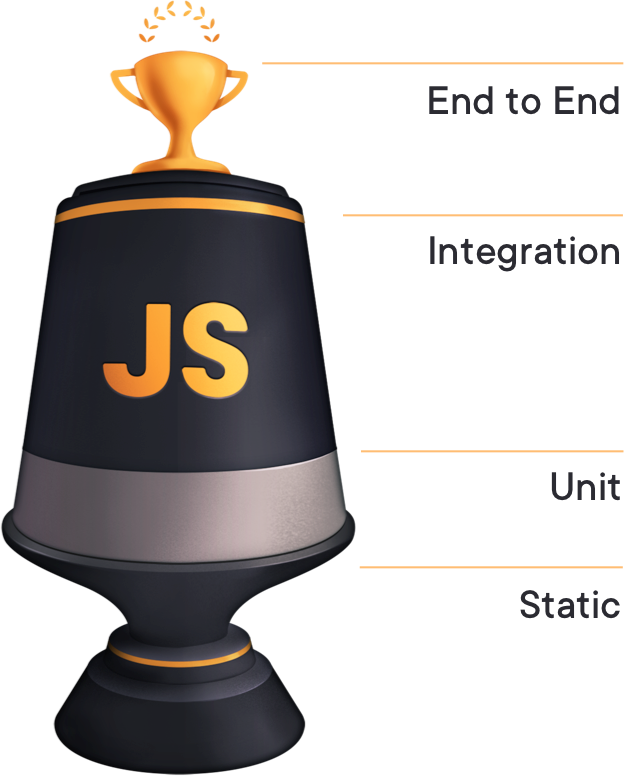 End to End
Integration
JS
Unit
Static